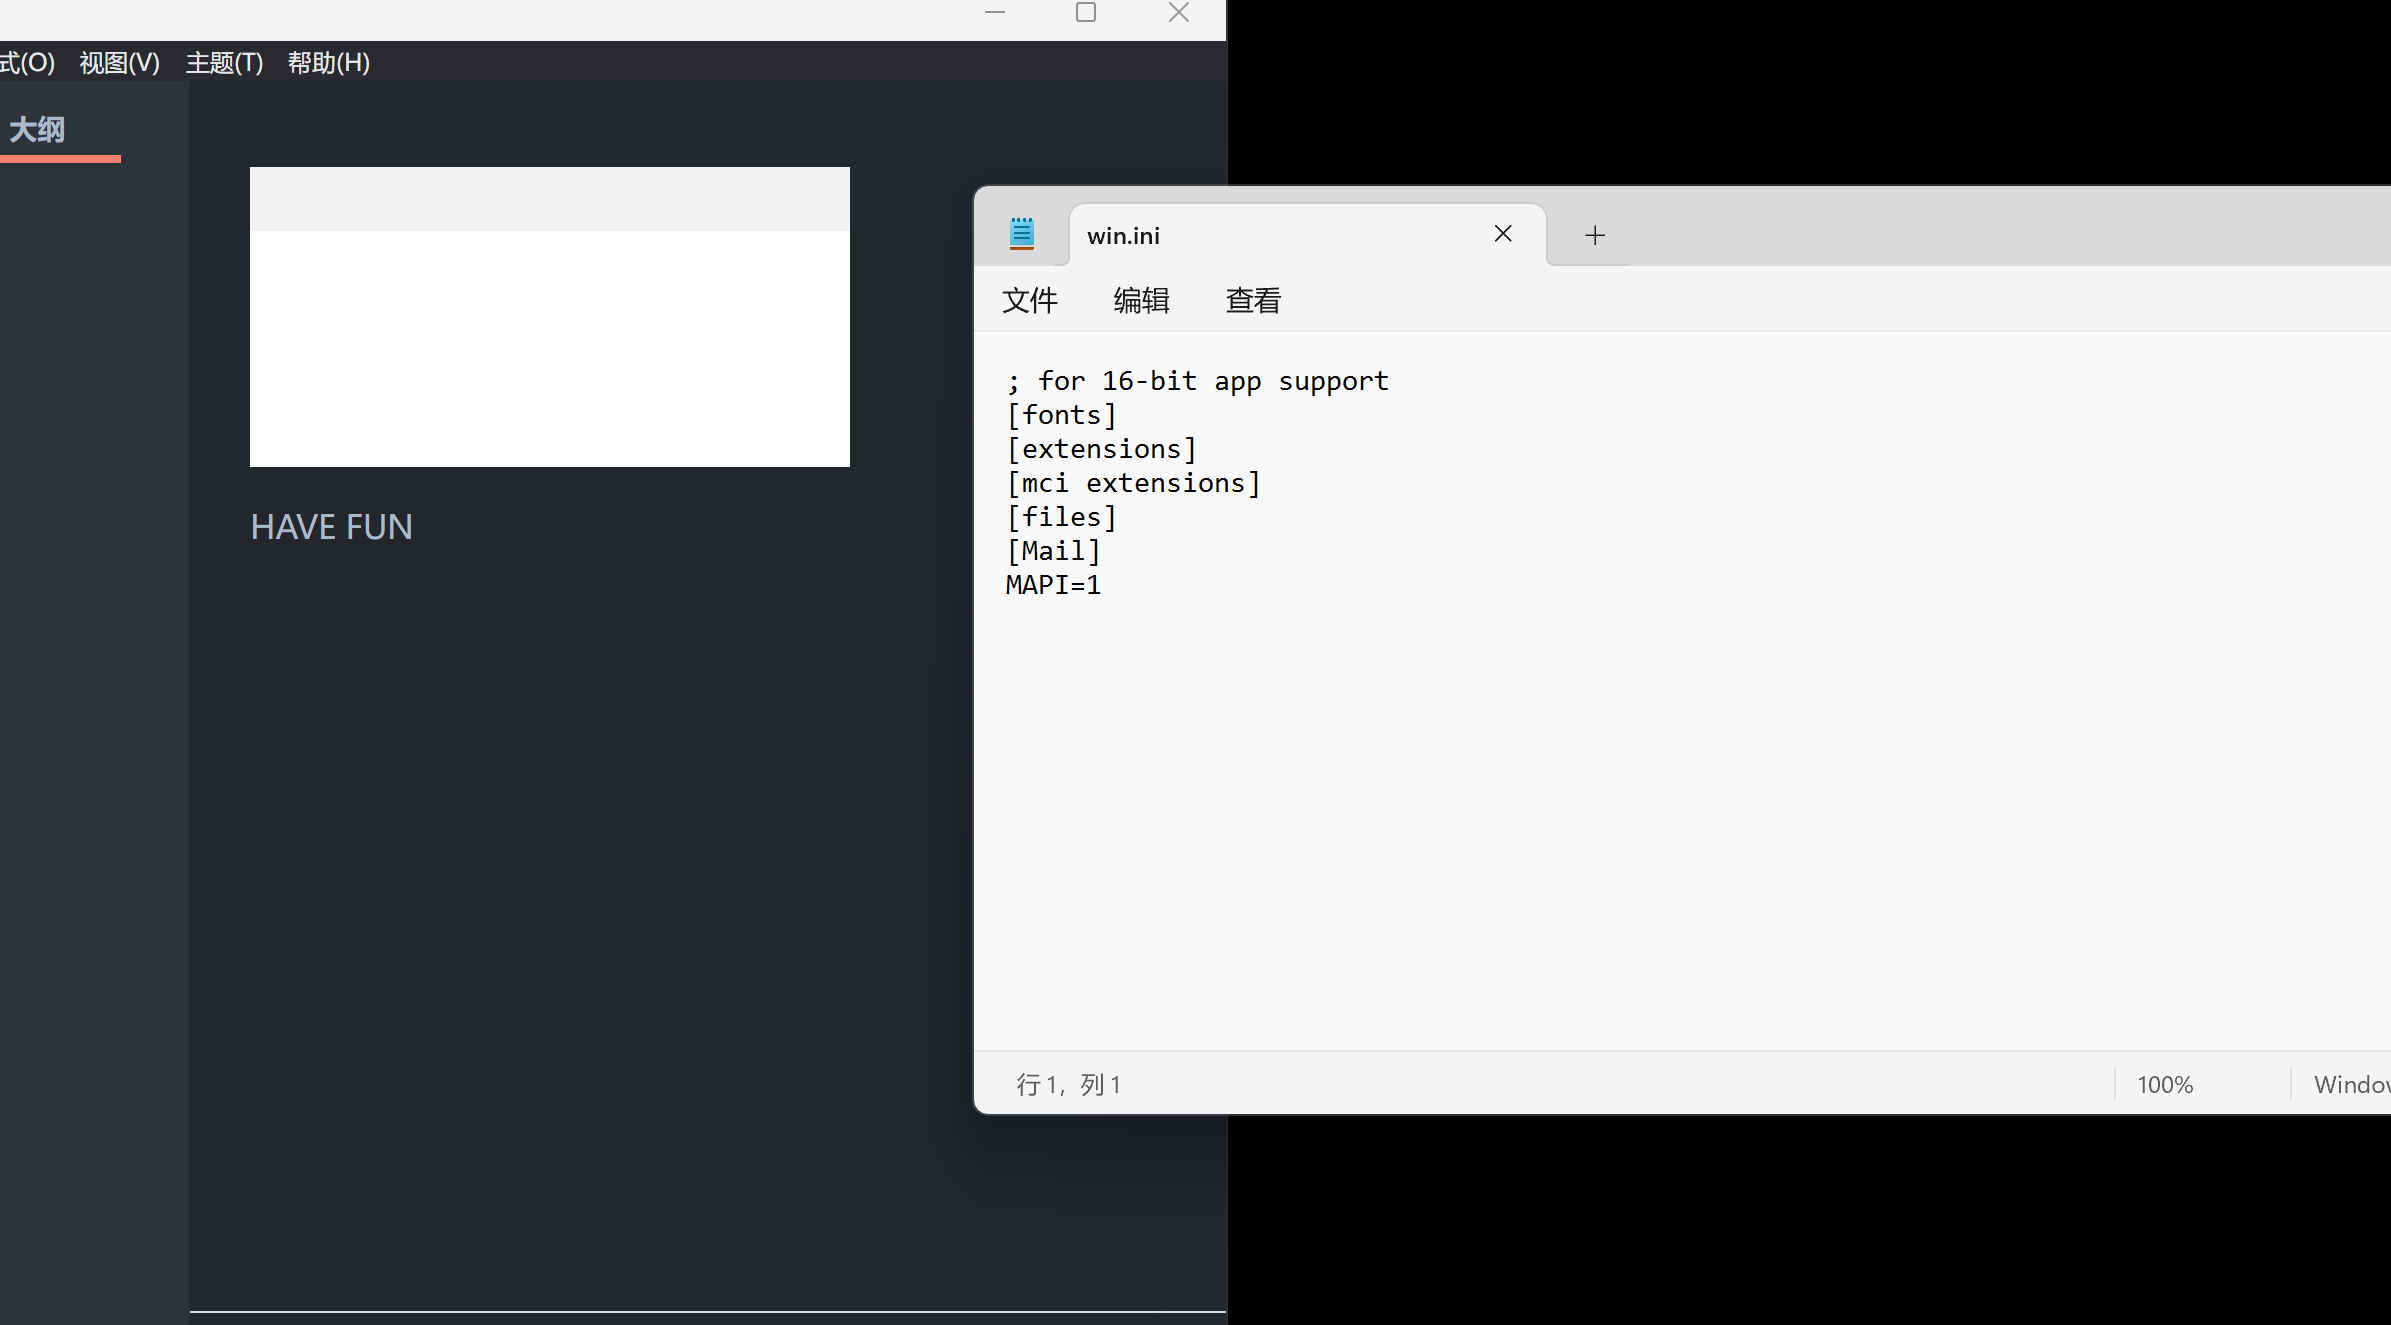 式(O) 视图(V) 主题(T) 帮助(H)
大纲
HAVE FUN
win.ini
文件 编辑 查看
; for 16-bit app support
[fonts]
[extensions]
[mci extensions]
[files]
[Mail]
MAPI=1
行 1，列 1
100%
Window